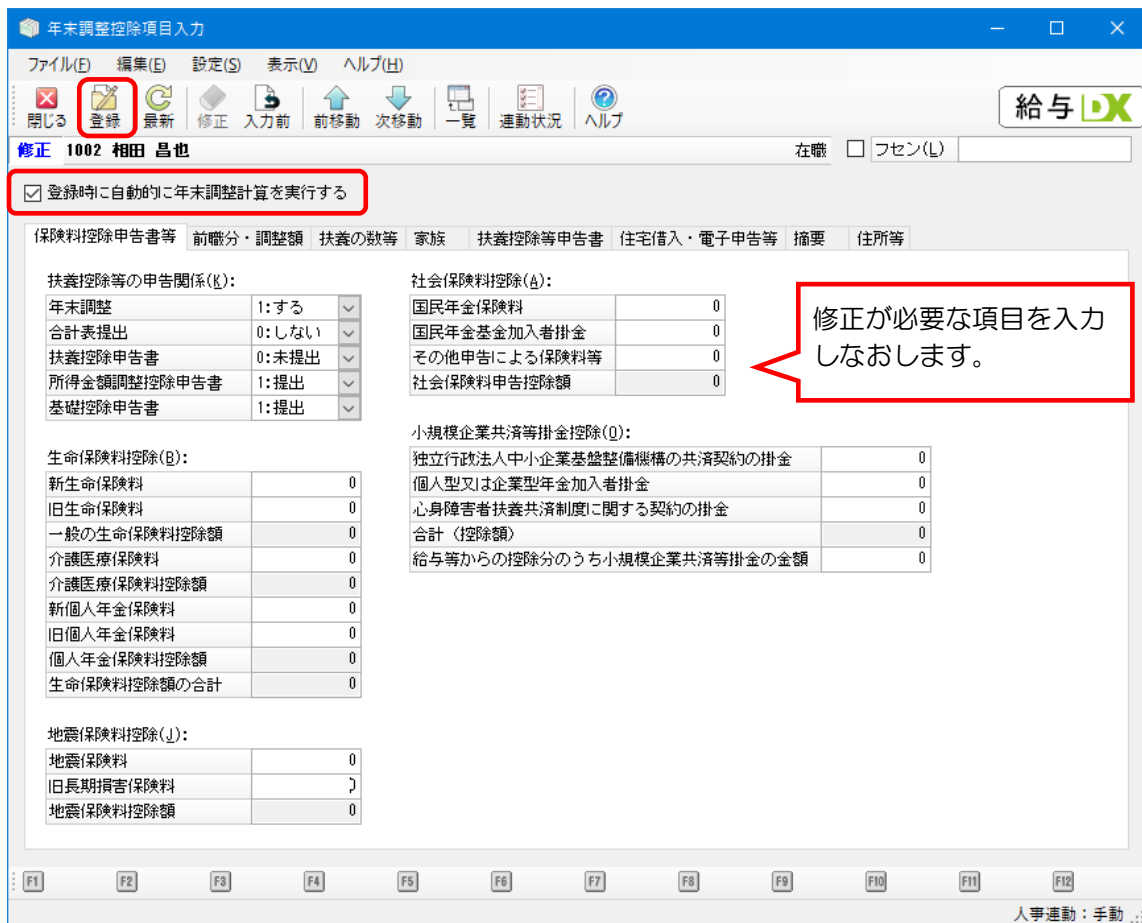 年末調整控除項目入力
ファイル(F) 編集(E) 設定(S) 表示(V) ヘルプ(H)
閉じる 登録 最新 修正 入力前 前移動 次移動 一覧 連動状況 ヘルプ 給与DX
修正 1002 相田 昌也 在職 フセン(L)
登録時に自動的に年末調整計算を実行する
保険料控除申告書等 前職分・調整額 扶養の数等 家族 扶養控除等申告書 住宅借入・電子申告等 摘要 住所等
扶養控除等の申告関係(K):
年末調整 1:する
合計表提出 0:しない
扶養控除申告書 0:未提出
所得金額調整控除申告書 1:提出
基礎控除申告書 1:提出
生命保険料控除(B):
新生命保険料 0
旧生命保険料 0
一般の生命保険料控除額 0
介護医療保険料 0
介護医療保険料控除額 0
新個人年金保険料 0
旧個人年金保険料 0
個人年金保険料控除額 0
生命保険料控除額の合計 0
地震保険料控除(J):
地震保険料 0
旧長期損害保険料
地震保険料控除額 0
社会保険料控除(A):
国民年金保険料 0
国民年金基金加入者掛金 0
その他申告による保険料等 0
社会保険料申告控除額 0
小規模企業共済等掛金控除(O):
独立行政法人中小企業基盤整備機構の共済契約の掛金 0
個人型又は企業型年金加入者掛金 0
心身障害者扶養共済制度に関する契約の掛金 0
合計（控除額） 0
給与等からの控除分のうち小規模企業共済等掛金の金額 0
修正が必要な項目を入力
しなおします。
F1 F2 F3 F4 F5 F6 F7 F8 F9 F10 F11 F12
人事連動：手動